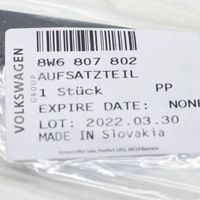 VOLKSWAGEN
GROUP
8W6 807 802
AUFSATZTEIL
1 Stück PP
EXPIRE DATE: NONE
LOT: 2022.03.30
MADE IN Slovakia